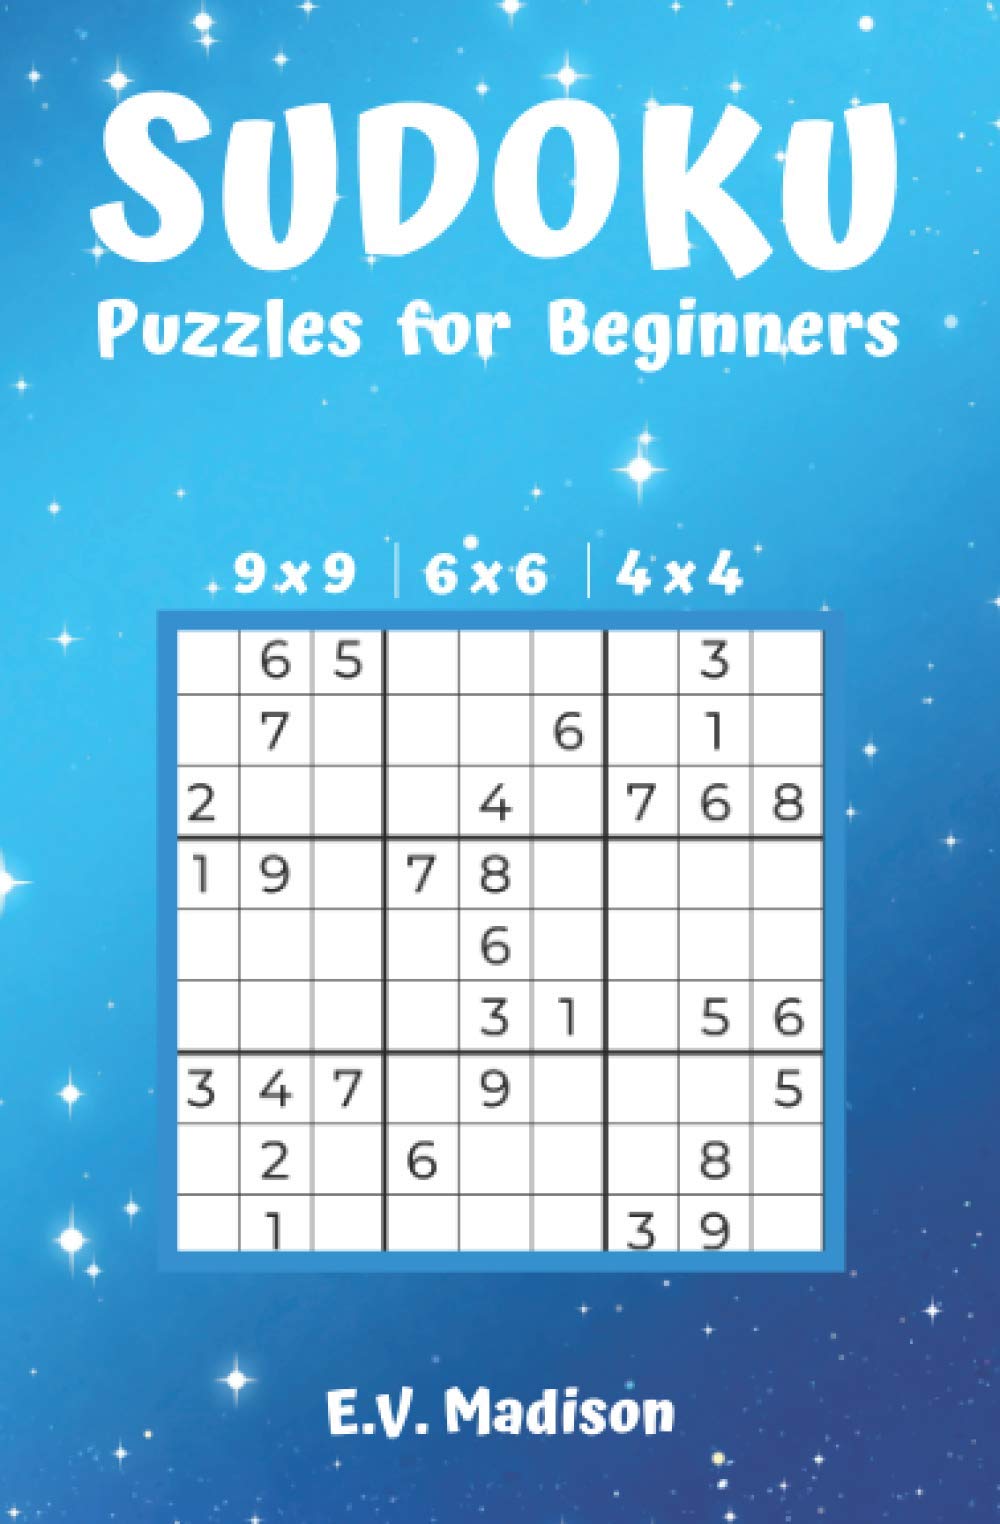 SUDOKU
Puzzles for Beginners
9x9 | 6x6 | 4x4
6 5 3
7 6 1
2 4 7 6 8
1 9 7 8
6
3 1 5 6
3 4 7 9 5
2 6 8
1 3 9
E.V. Madison